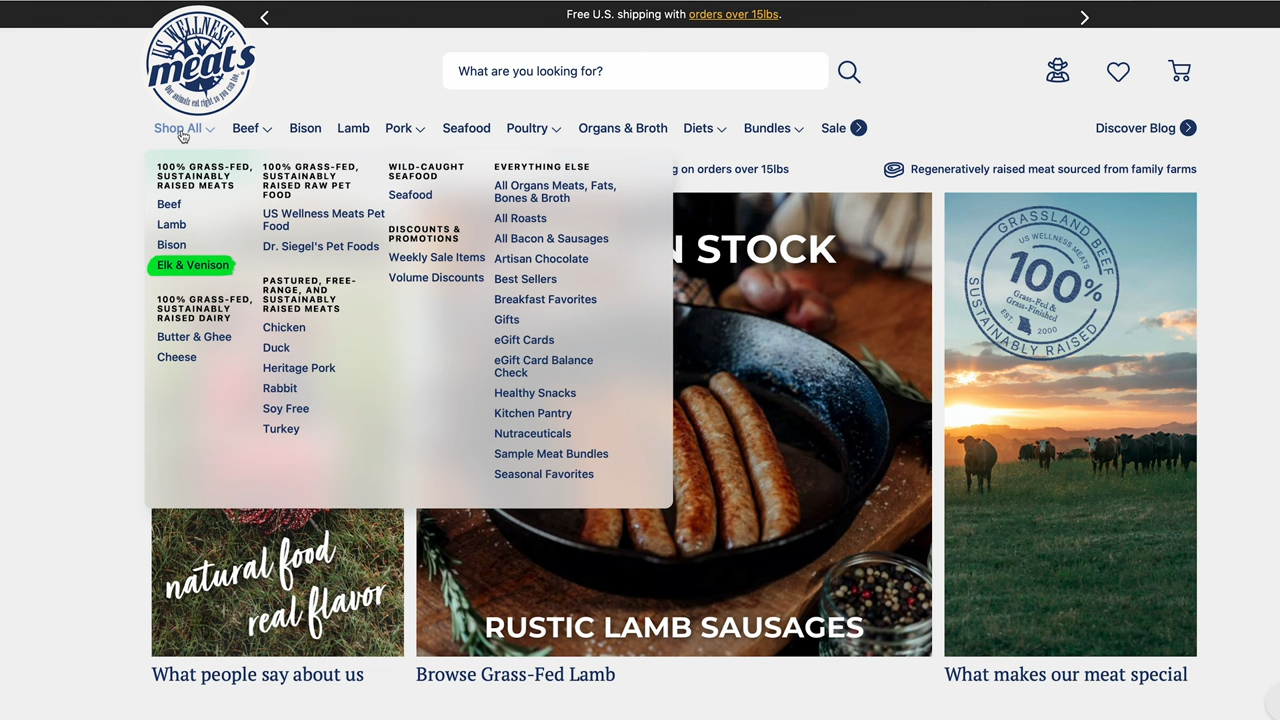 Free U.S. shipping with orders over 15lbs.
US WELLNESS
meats
Our animals eat right so you can too.
What are you looking for?
Shop All
Beef
Bison
Lamb
Pork
Seafood
Poultry
Organs & Broth
Diets
Bundles
Sale
Discover Blog
g on orders over 15lbs
Regeneratively raised meat sourced from family farms
100% GRASS-FED,
SUSTAINABLY
RAISED MEATS
Beef
Lamb
Bison
Elk & Venison
100% GRASS-FED,
SUSTAINABLY
RAISED DAIRY
Butter & Ghee
Cheese
100% GRASS-FED,
SUSTAINABLY
RAISED RAW PET
FOOD
US Wellness Meats Pet
Food
Dr. Siegel's Pet Foods
PASTURED, FREE-
RANGE, AND
SUSTAINABLY
RAISED MEATS
Chicken
Duck
Heritage Pork
Rabbit
Soy Free
Turkey
WILD-CAUGHT
SEAFOOD
Seafood
DISCOUNTS &
PROMOTIONS
Weekly Sale Items
Volume Discounts
EVERYTHING ELSE
All Organs Meats, Fats,
Bones & Broth
All Roasts
All Bacon & Sausages
Artisan Chocolate
Best Sellers
Breakfast Favorites
Gifts
eGift Cards
eGift Card Balance
Check
Healthy Snacks
Kitchen Pantry
Nutraceuticals
Sample Meat Bundles
Seasonal Favorites
N STOCK
GRASSLAND BEEF
US WELLNESS MEATS
100%
Grass-Fed &
Grass-Finished
EST. 2000
SUSTAINABLY RAISED
natural food
real flavor
RUSTIC LAMB SAUSAGES
What people say about us
Browse Grass-Fed Lamb
What makes our meat special